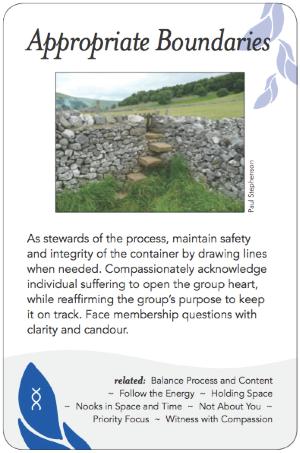 Appropriate Boundaries
Paul Stephenson
As stewards of the process, maintain safety
and integrity of the container by drawing lines
when needed. Compassionately acknowledge
individual suffering to open the group heart,
while reaffirming the group's purpose to keep
it on track. Face membership questions with
clarity and candour.
related: Balance Process and Content
~ Follow the Energy ~ Holding Space
~ Nooks in Space and Time ~ Not About You ~
Priority Focus ~ Witness with Compassion